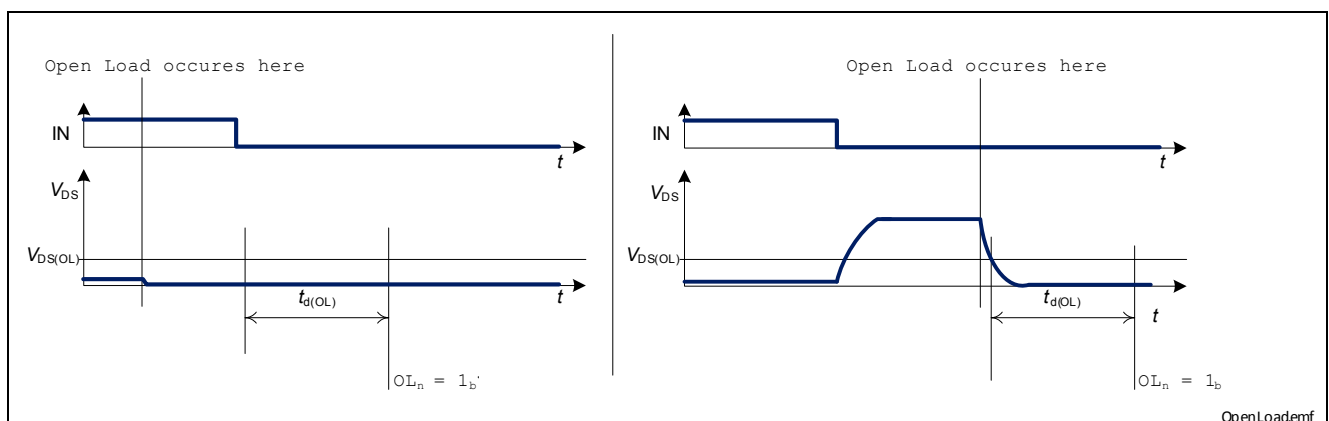 Open Load occures here
IN
t
VDS
VDS(OL)
td(OL)
t
OLn = 1b.
Open Load occures here
IN
t
VDS
VDS(OL)
td(OL)
t
OLn = 1b
OpenLoad.emf